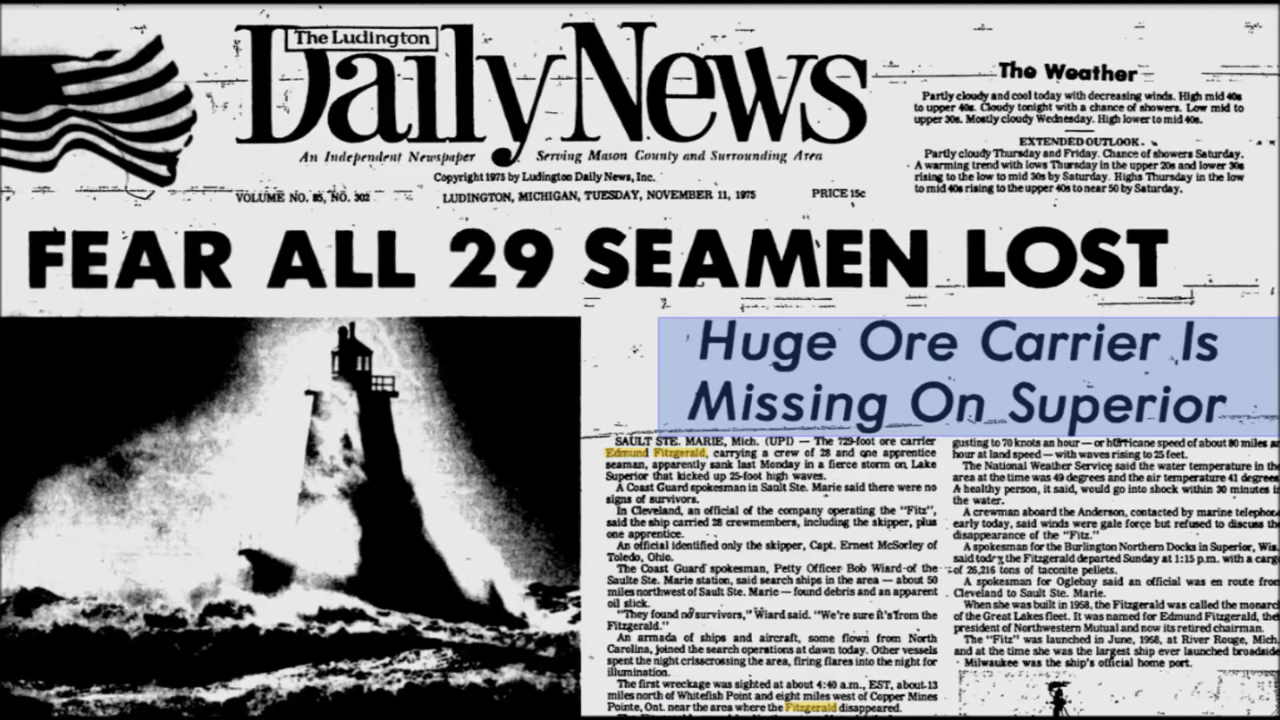 The Ludington
Daily News
An Independent Newspaper
Serving Mason County and Surrounding Area
Copyright 1975 by Ludington Daily News, Inc.
VOLUME NO. 85, NO. 302
LUDINGTON, MICHIGAN, TUESDAY, NOVEMBER 11, 1975
PRICE 15c
The Weather
Partly cloudy and cool today with decreasing winds. High mid 40s
to upper 40s. Cloudy tonight with a chance of showers. Low mid to
upper 30s. Mostly cloudy Wednesday. High lower to mid 40s.
EXTENDED OUTLOOK.
Partly cloudy Thursday and Friday. Chance of showers Saturday.
A warming trend with lows Thursday in the upper 20s and lower 30s
rising to the low to mid 30s by Saturday. Highs Thursday in the low
to mid 40s rising to the upper 40s to near 50 by Saturday.
FEAR ALL 29 SEAMEN LOST
Huge Ore Carrier Is
Missing On Superior
SAULT STE. MARIE, Mich. (UPI) — The 729-foot ore carrier
Edmund Fitzgerald, carrying a crew of 28 and one apprentice
seaman, apparently sank last Monday in a fierce storm on Lake
Superior that kicked up 25-foot high waves.
A Coast Guard spokesman in Sault Ste. Marie said there were no
signs of survivors.
In Cleveland, an official of the company operating the "Fitz",
said the ship carried 28 crewmembers, including the skipper, plus
one apprentice.
An official identified only the skipper, Capt. Ernest McSorley of
Toledo, Ohio.
The Coast Guard spokesman, Petty Officer Bob Wiard of the
Saulte Ste. Marie station, said search ships in the area — about 50
miles northwest of Sault Ste. Marie — found debris and an apparent
oil slick.
"They found no survivors," Wiard said. "We're sure it's from the
Fitzgerald."
An armada of ships and aircraft, some flown from North
Carolina, joined the search operations at dawn today. Other vessels
spent the night crisscrossing the area, firing flares into the night for
illumination.
The first wreckage was sighted at about 4:40 a.m., EST, about 13
miles north of Whitefish Point and eight miles west of Copper Mines
Pointe, Ont. near the area where the Fitzgerald disappeared.
gusting to 70 knots an hour — or hurricane speed of about 80 miles
hour at land speed — with waves rising to 25 feet.
The National Weather Service said the water temperature in the
area at the time was 49 degrees and the air temperature 41 degrees.
A healthy person, it said, would go into shock within 30 minutes
the water.
A crewman aboard the Anderson, contacted by marine telephone
early today, said winds were gale force but refused to discuss the
disappearance of the "Fitz."
A spokesman for the Burlington Northern Docks in Superior, Wis.
said today the Fitzgerald departed Sunday at 1:15 p.m. with a cargo
of 26,216 tons of taconite pellets.
A spokesman for Oglebay said an official was en route from
Cleveland to Sault Ste. Marie.
When she was built in 1958, the Fitzgerald was called the monarch
of the Great Lakes fleet. It was named for Edmund Fitzgerald, the
president of Northwestern Mutual and now its retired chairman.
The "Fitz" was launched in June, 1958, at River Rouge, Mich.
and at the time she was the largest ship ever launched broadside
Milwaukee was the ship's official home port.